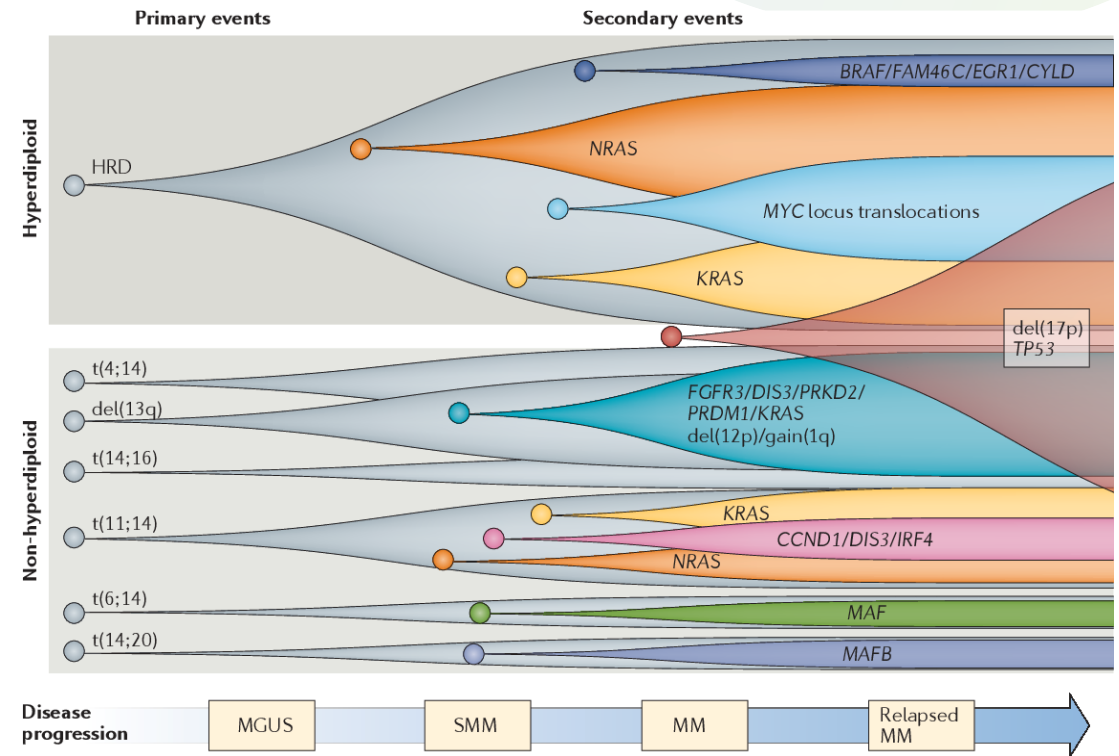 Primary events
Secondary events
Hyperdiploid
HRD
BRAF/FAM46C/EGR1/CYLD
NRAS
MYC locus translocations
KRAS
del(17p)
TP53
Non-hyperdiploid
t(4;14)
del(13q)
t(14;16)
t(11;14)
t(6;14)
t(14;20)
FGFR3/DIS3/PRKD2/
PRDM1/KRAS
del(12p)/gain(1q)
KRAS
CCND1/DIS3/IRF4
NRAS
MAF
MAFB
Disease
progression
MGUS
SMM
MM
Relapsed
MM